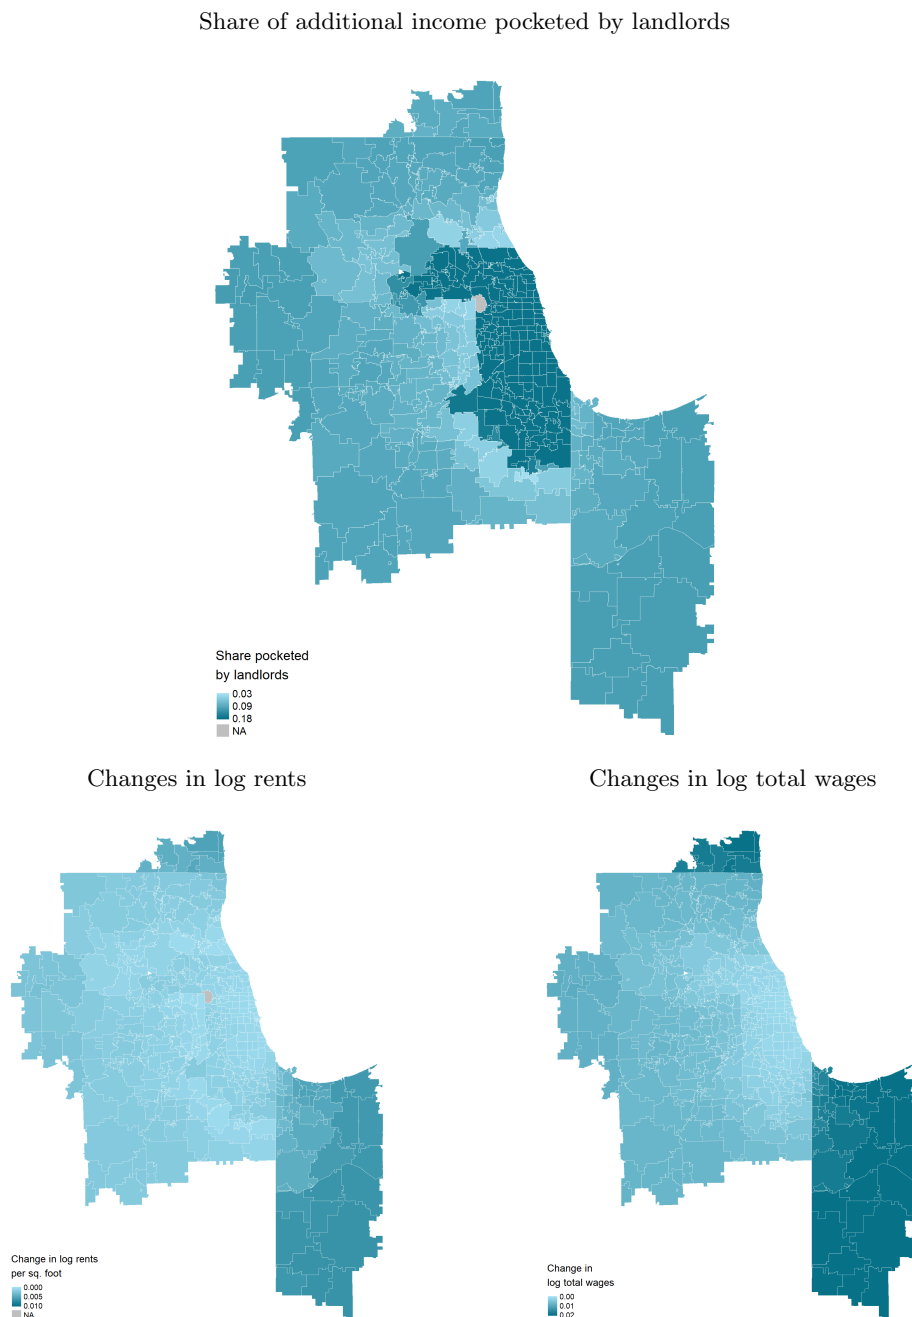 Share of additional income pocketed by landlords
Share pocketed
by landlords
0.03
0.09
0.18
NA
Changes in log rents
Changes in log total wages
Change in log rents
per sq. foot
0.000
0.005
0.010
NA
Change in
log total wages
0.00
0.01
0.02